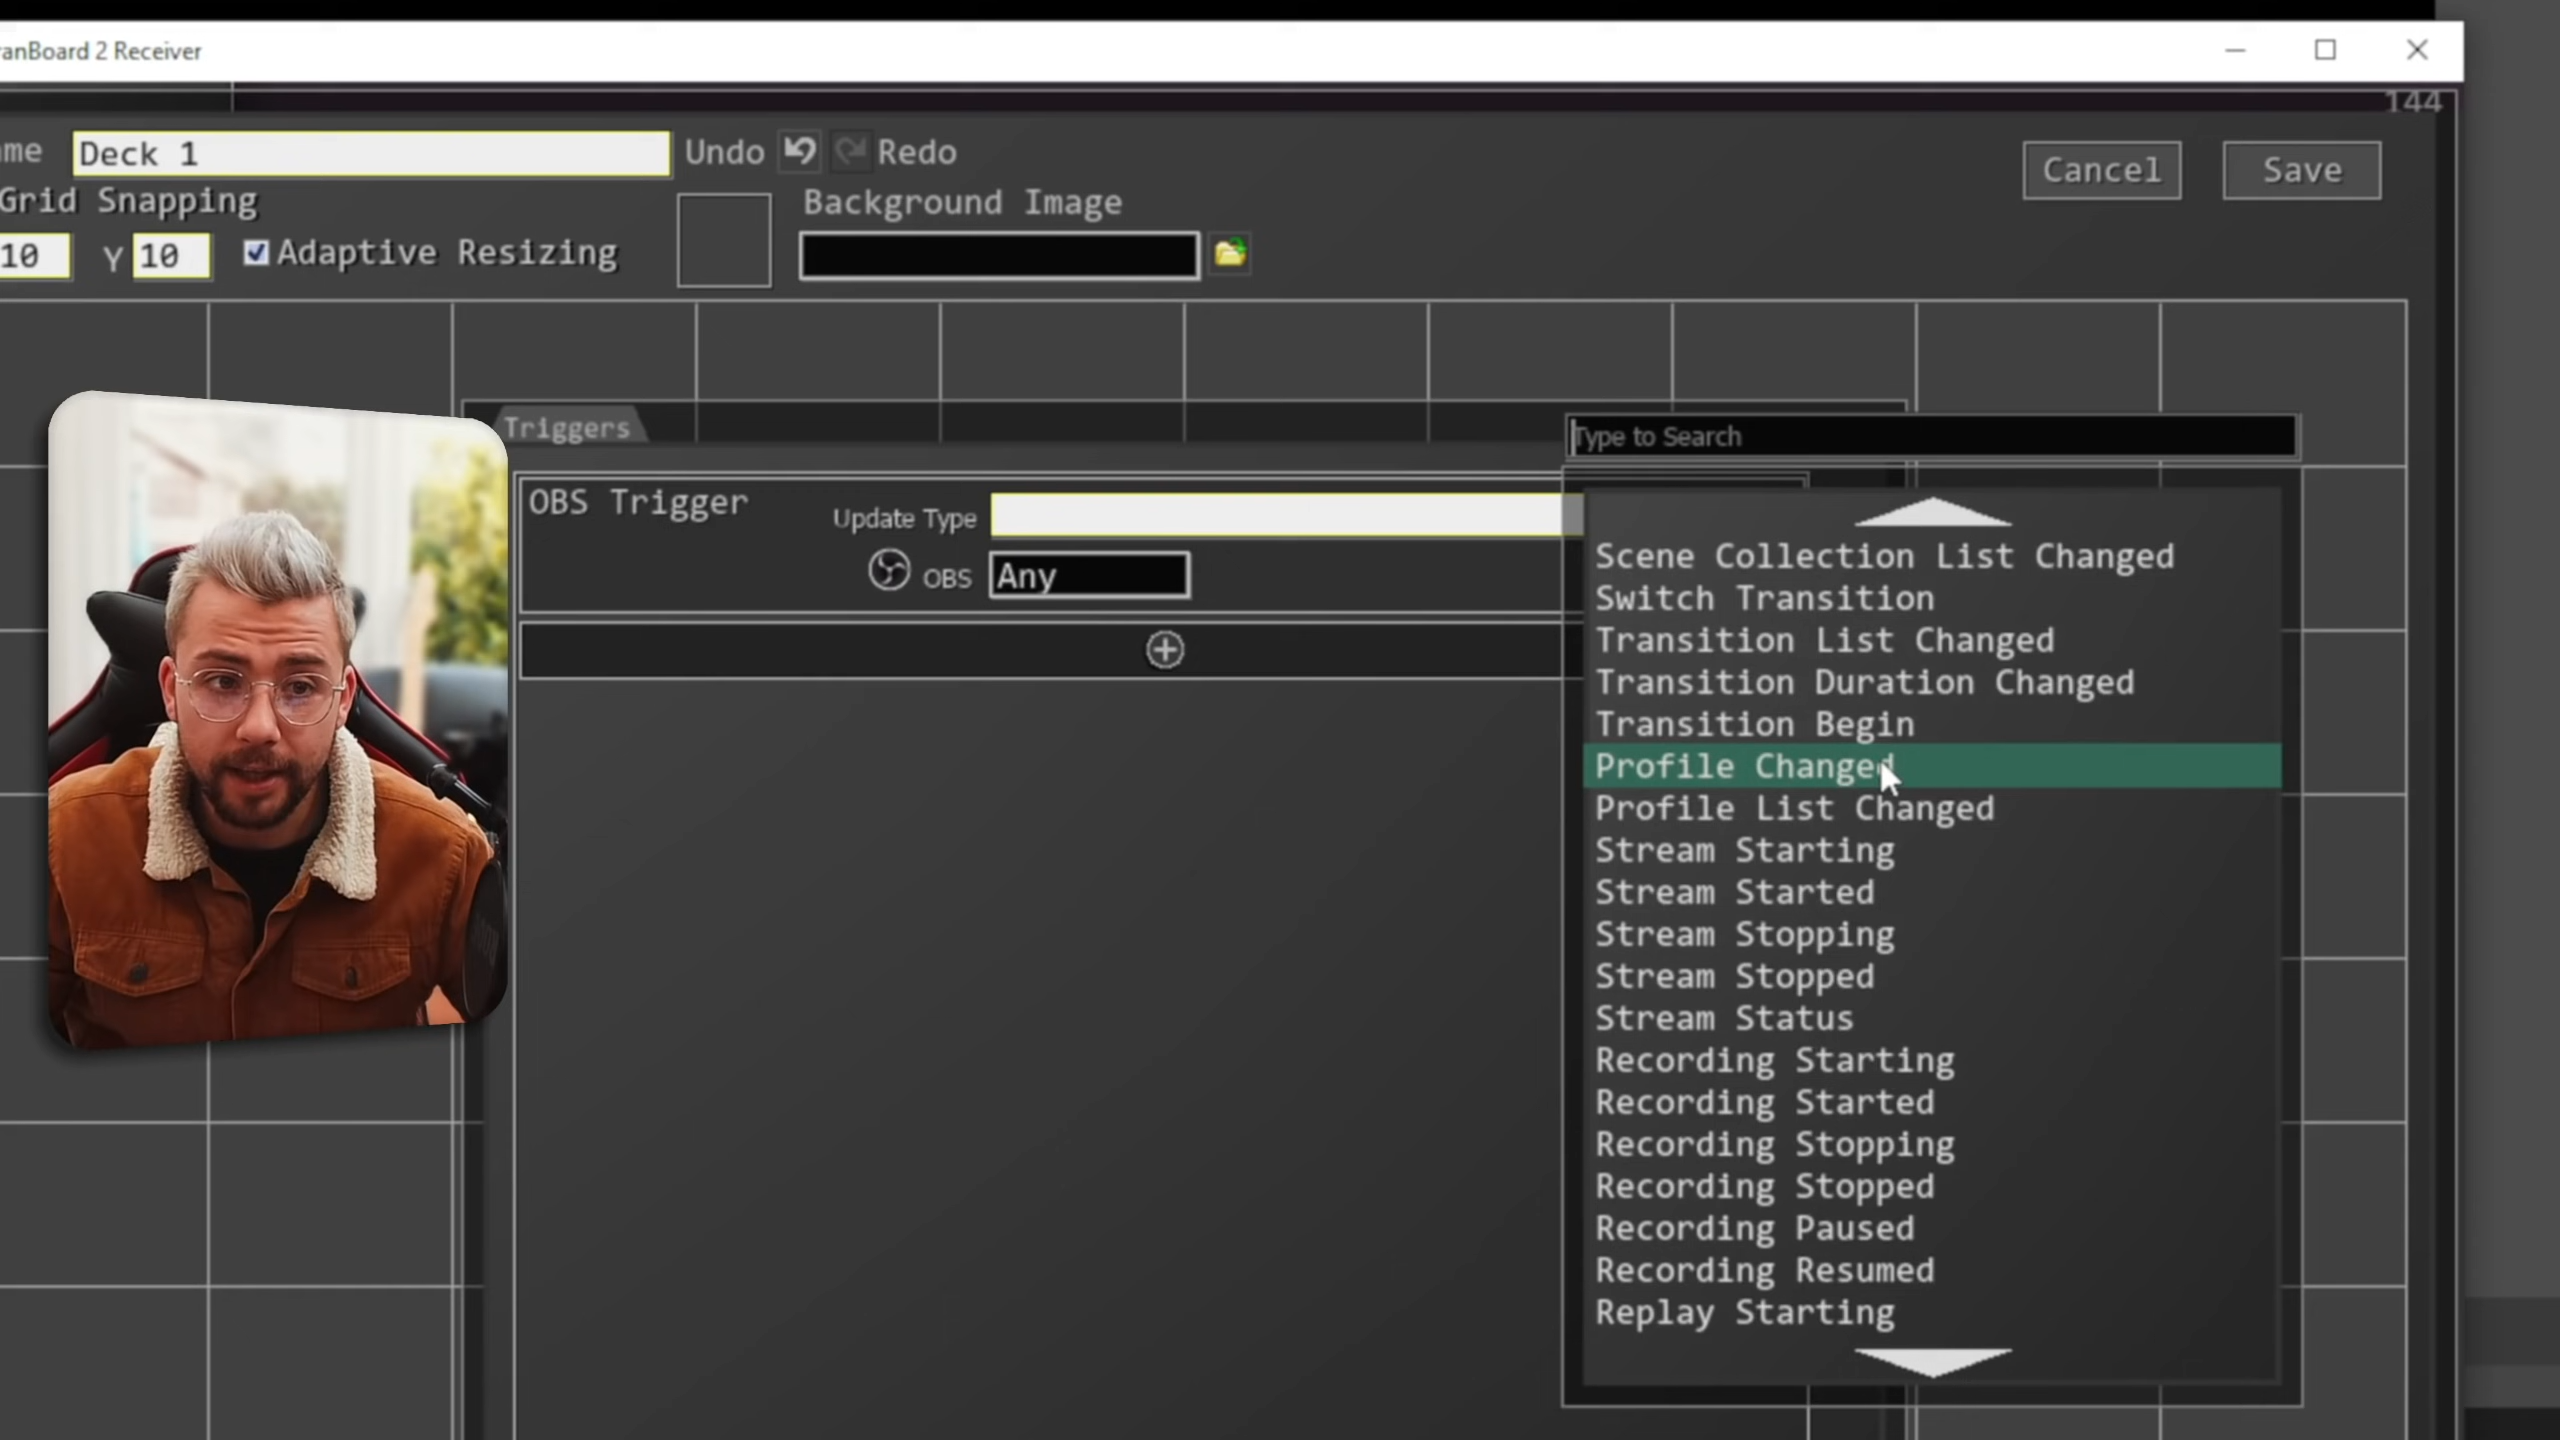 anBoard 2 Receiver
144
me Deck 1 Undo Redo
Cancel Save
Grid Snapping
Background Image
10 Y 10 Adaptive Resizing
Triggers
Type to Search
OBS Trigger Update Type
OBS Any
Scene Collection List Changed
Switch Transition
Transition List Changed
Transition Duration Changed
Transition Begin
Profile Changed
Profile List Changed
Stream Starting
Stream Started
Stream Stopping
Stream Stopped
Stream Status
Recording Starting
Recording Started
Recording Stopping
Recording Stopped
Recording Paused
Recording Resumed
Replay Starting